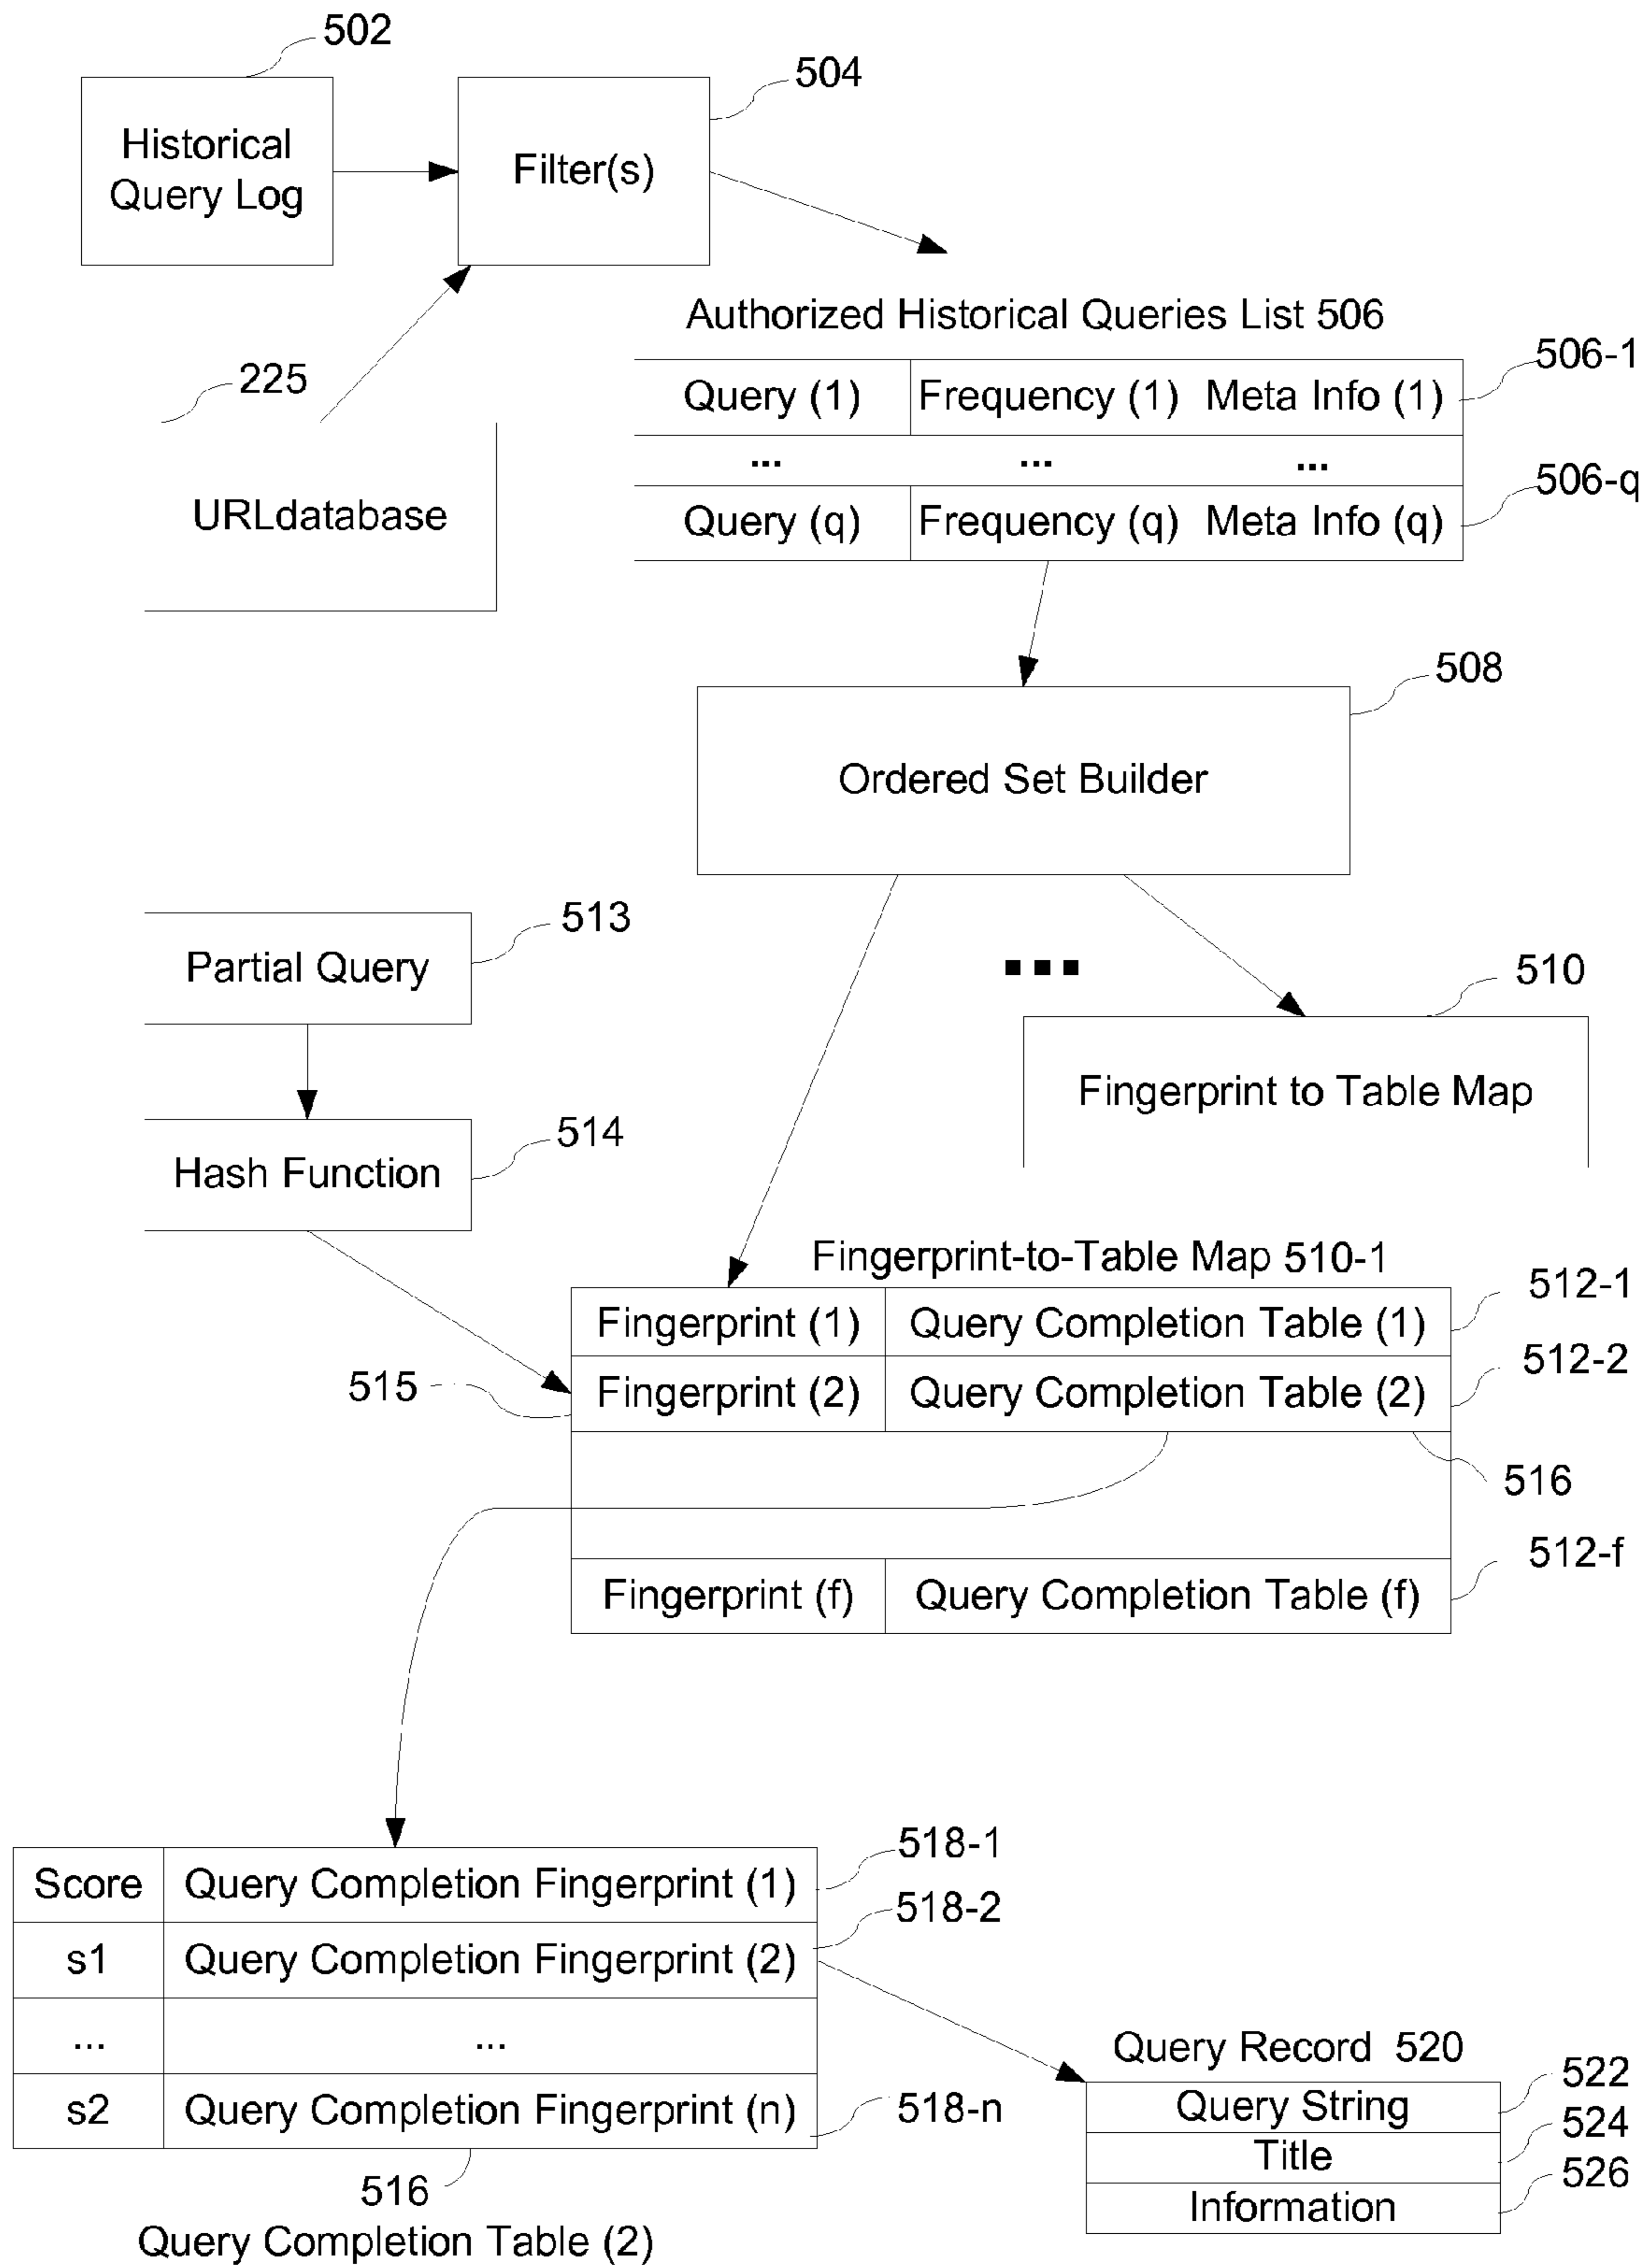 502
504
Historical
Query Log
Filter(s)
Authorized Historical Queries List 506
225
506-1
Query (1) Frequency (1) Meta Info (1)
... ... ...
506-q
URLdatabase
Query (q) Frequency (q) Meta Info (q)
508
Ordered Set Builder
513
Partial Query
...
510
Fingerprint to Table Map
514
Hash Function
Fingerprint-to-Table Map 510-1
512-1
Fingerprint (1) Query Completion Table (1)
512-2
515
Fingerprint (2) Query Completion Table (2)
516
512-f
Fingerprint (f) Query Completion Table (f)
518-1
Score Query Completion Fingerprint (1)
518-2
s1 Query Completion Fingerprint (2)
... ...
Query Record 520
522
s2 Query Completion Fingerprint (n)
518-n
Query String
524
Title
526
516
Information
Query Completion Table (2)